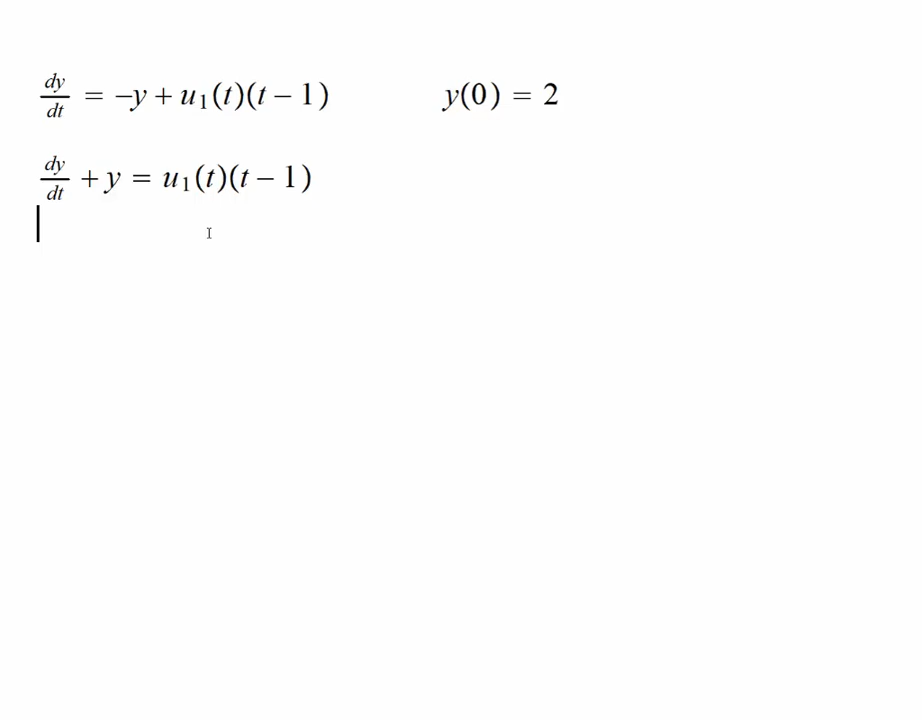 dy/dt = −y + u₁(t)(t − 1) y(0) = 2
dy/dt + y = u₁(t)(t − 1)